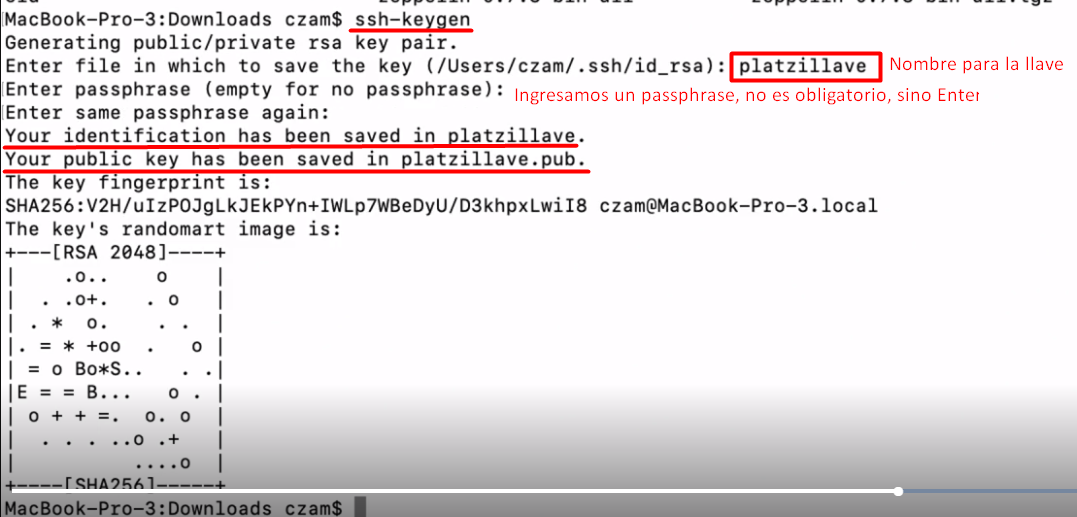 MacBook-Pro-3:Downloads czam$ ssh-keygen
Generating public/private rsa key pair.
Enter file in which to save the key (/Users/czam/.ssh/id_rsa): platzillave Nombre para la llave
Enter passphrase (empty for no passphrase): Ingresamos un passphrase, no es obligatorio, sino Enter
Enter same passphrase again:
Your identification has been saved in platzillave.
Your public key has been saved in platzillave.pub.
The key fingerprint is:
SHA256:V2H/uIzPOJgLkJEkPYn+IWLp7WBeDyU/D3khpxLwiI8 czam@MacBook-Pro-3.local
The key's randomart image is:
+---[RSA 2048]----+
|    .o..    o    |
|  . .o+.   . o   |
| . *  o.    . .  |
|. = * +oo  .   o |
| = o Bo*S..   . .|
|E = = B...   o . |
| o + + =.  o. o  |
|  . . . ..o .+   |
|          ....o  |
+----[SHA256]-----+
MacBook-Pro-3:Downloads czam$